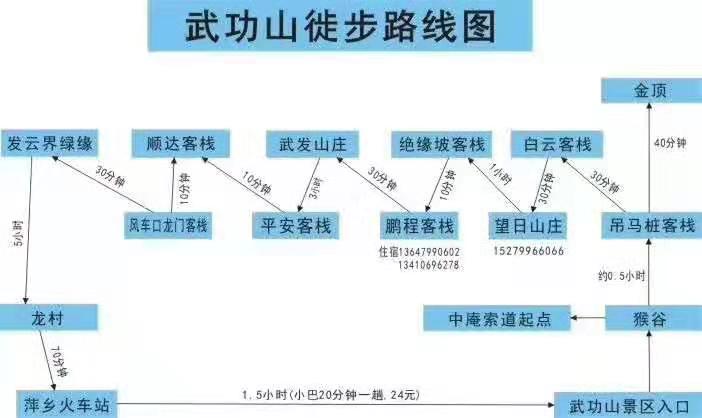 武功山徙步路线图
金顶
40分钟
发云界绿缘
顺达客栈
武发山庄
绝缘坡客栈
白云客栈
30分钟
10分钟
10分钟
3小时
30分钟
10分钟
1小时
30分钟
30分钟
风车口龙门客栈
平安客栈
鹏程客栈
望日山庄
吊马桩客栈
住宿13647990602
13410696278
15279966066
5小时
约0.5小时
龙村
中庵索道起点
猴谷
70分钟
1.5小时(小巴20分钟一趟,24元)
萍乡火车站
武功山景区入口